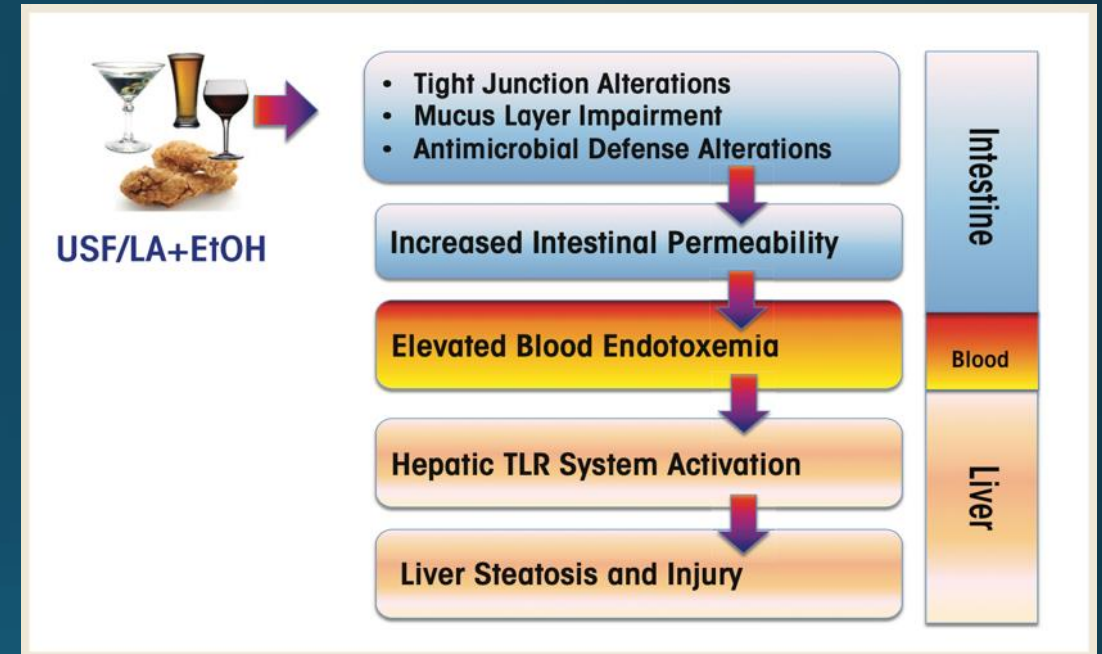 • Tight Junction Alterations
• Mucus Layer Impairment
• Antimicrobial Defense Alterations
USF/LA+EtOH
Increased Intestinal Permeability
Elevated Blood Endotoxemia
Hepatic TLR System Activation
Liver Steatosis and Injury
Intestine
Blood
Liver